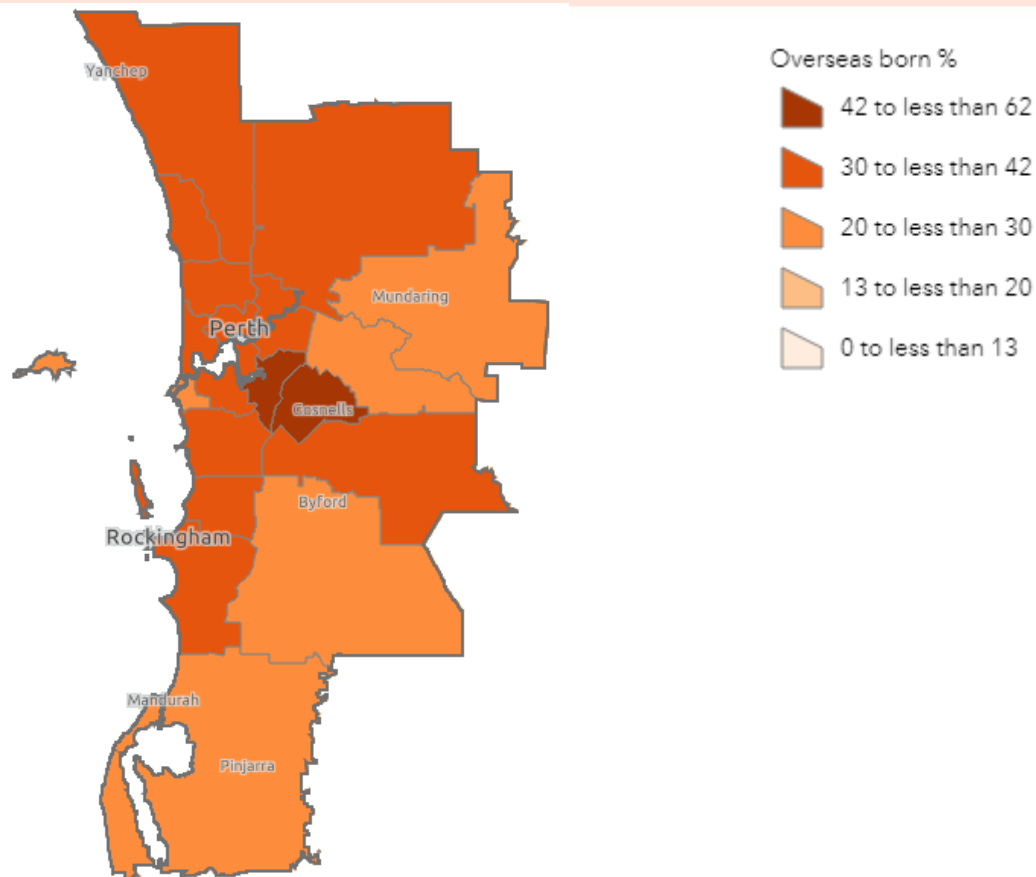 Overseas born %
42 to less than 62
30 to less than 42
20 to less than 30
13 to less than 20
0 to less than 13
Yanchep
Mundaring
Perth
Gosnells
Byford
Rockingham
Mandurah
Pinjarra